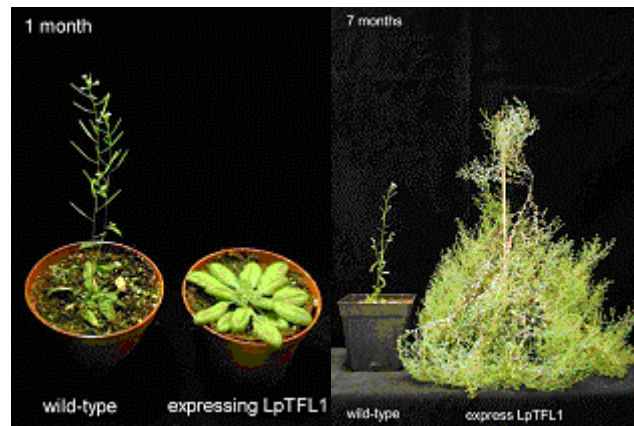 1 month
wild-type
expressing LpTFL1
7 months
wild-type
express LpTFL1